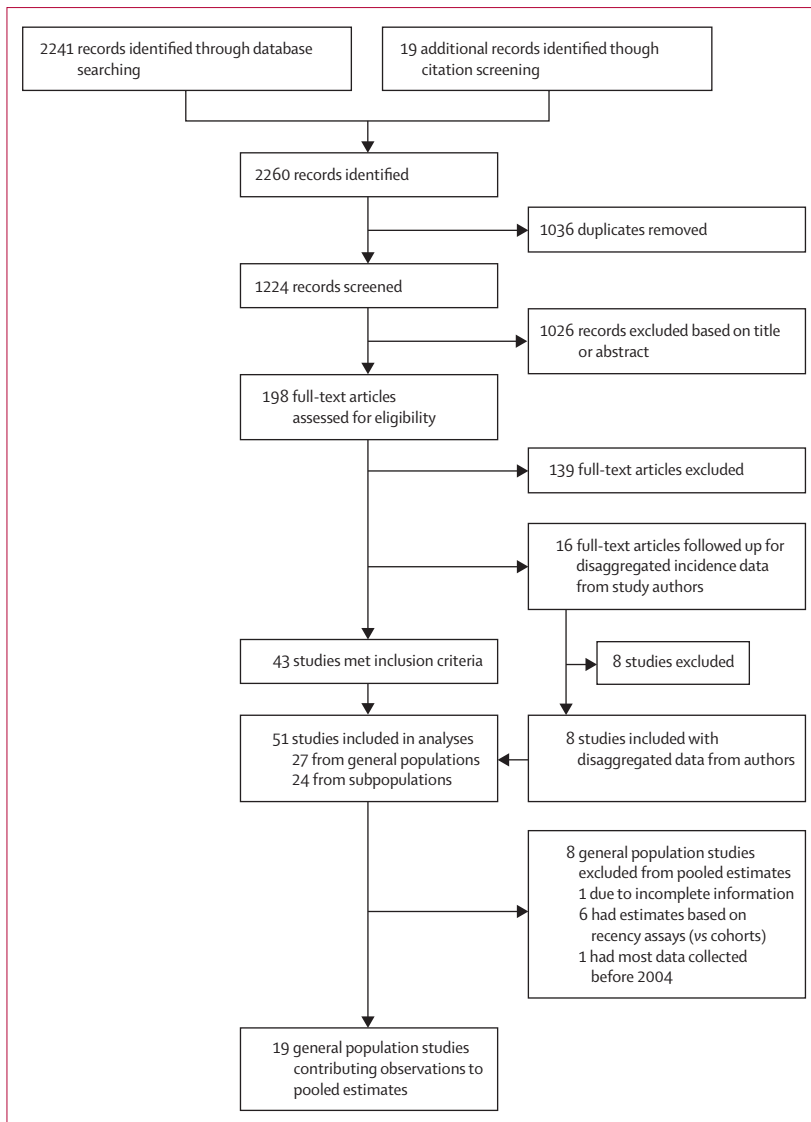 2241 records identified through database
searching
19 additional records identified though
citation screening
2260 records identified
1036 duplicates removed
1224 records screened
1026 records excluded based on title
or abstract
198 full-text articles
assessed for eligibility
139 full-text articles excluded
16 full-text articles followed up for
disaggregated incidence data
from study authors
43 studies met inclusion criteria
8 studies excluded
51 studies included in analyses
27 from general populations
24 from subpopulations
8 studies included with
disaggregated data from authors
8 general population studies
excluded from pooled estimates
1 due to incomplete information
6 had estimates based on
recency assays (vs cohorts)
1 had most data collected
before 2004
19 general population studies
contributing observations to
pooled estimates